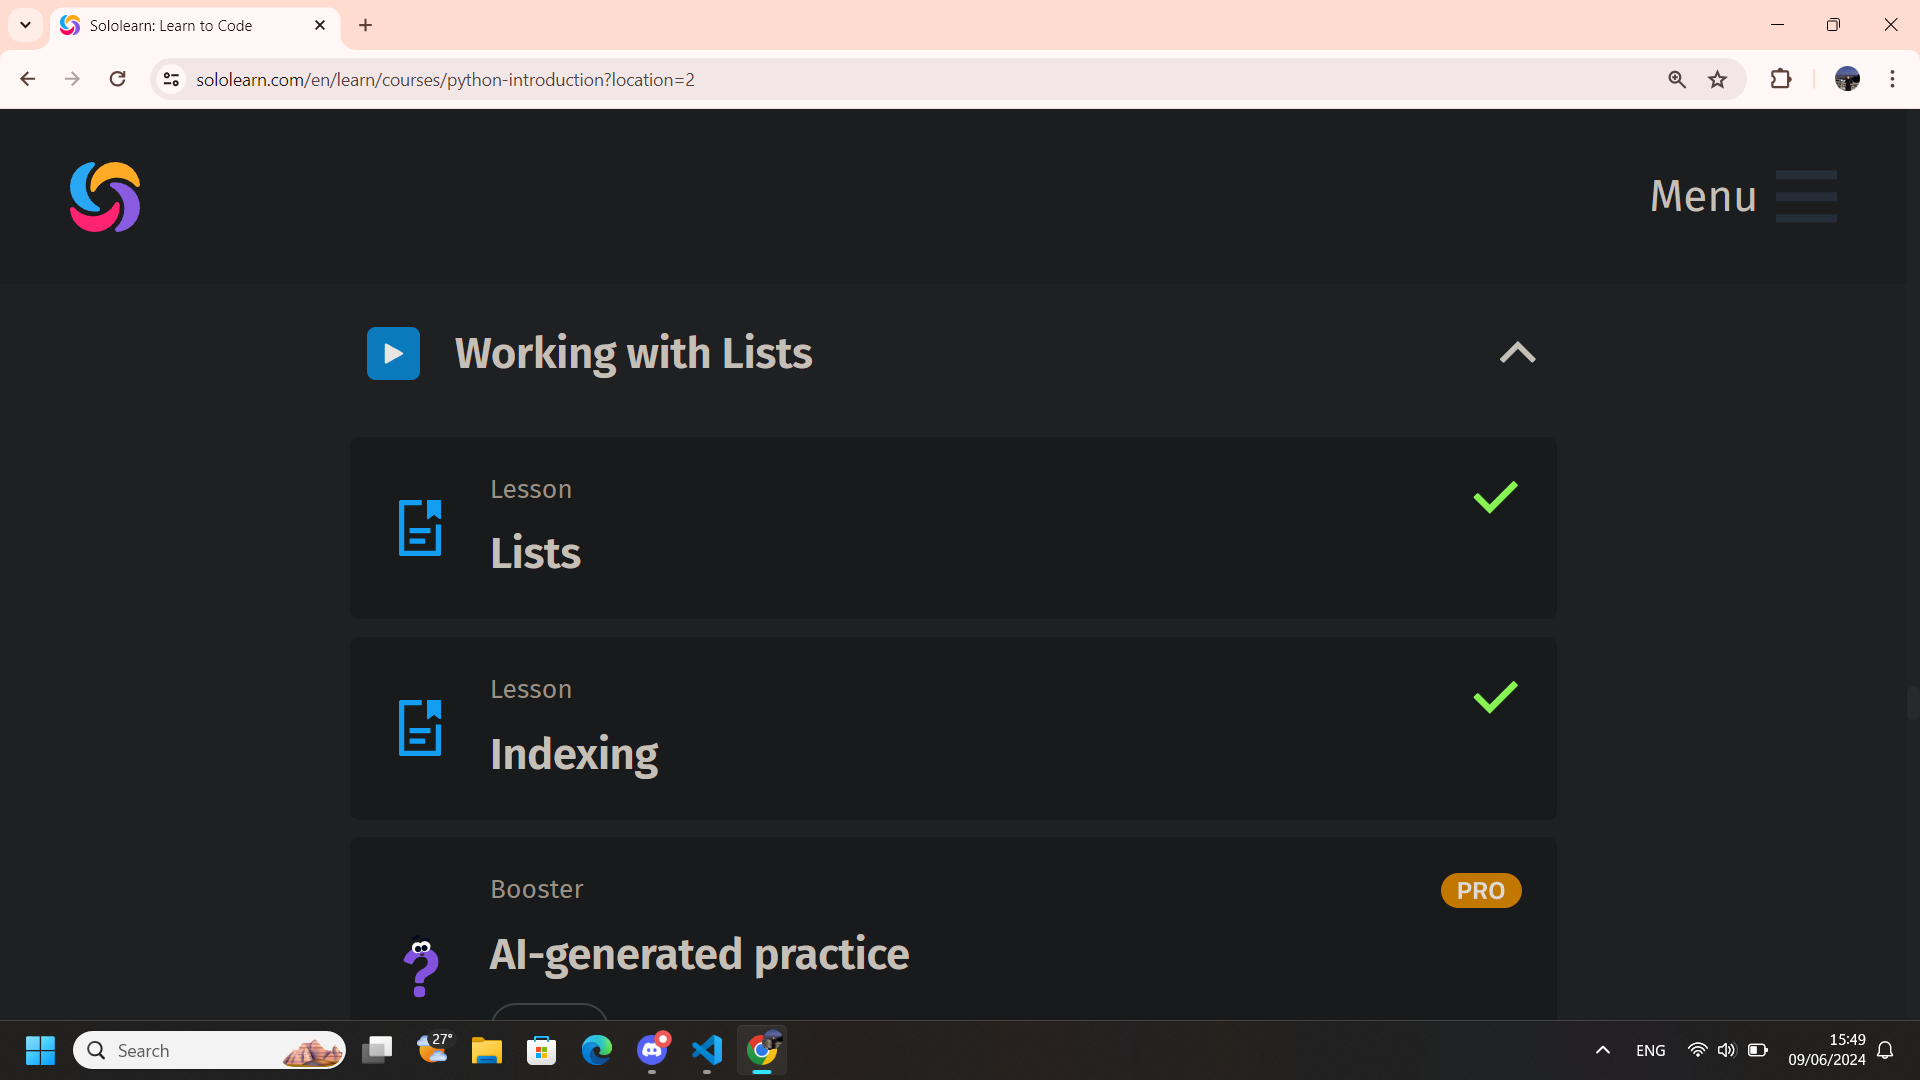 Sololearn: Learn to Code
sololearn.com/en/learn/courses/python-introduction?location=2
Menu
Working with Lists
Lesson
Lists
Lesson
Indexing
Booster
PRO
AI-generated practice
Search
27°
ENG
15:49
09/06/2024